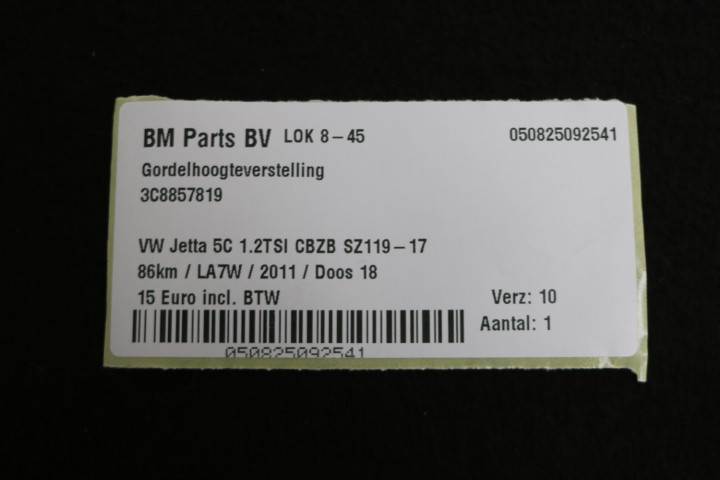 BM Parts BV LOK 8-45 050825092541
Gordelhoogteverstelling
3C8857819
VW Jetta 5C 1.2TSI CBZB SZ119-17
86km / LA7W / 2011 / Doos 18
15 Euro incl. BTW Verz: 10
Aantal: 1
050825092541